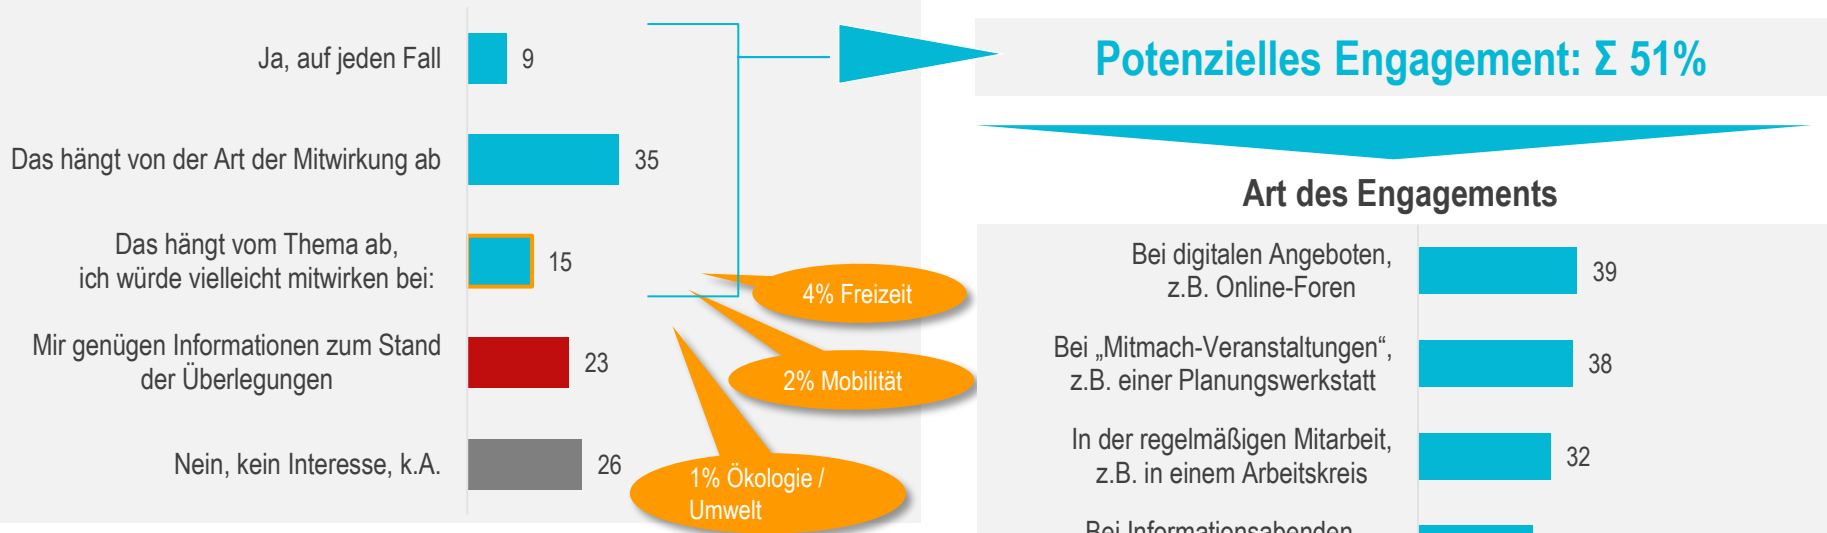 Ja, auf jeden Fall
9
Das hängt von der Art der Mitwirkung ab
35
Das hängt vom Thema ab,
ich würde vielleicht mitwirken bei:
15
Mir genügen Informationen zum Stand
der Überlegungen
23
Nein, kein Interesse, k.A.
26
4% Freizeit
2% Mobilität
1% Ökologie /
Umwelt
Potenzielles Engagement: Σ 51%
Art des Engagements
Bei digitalen Angeboten,
z.B. Online-Foren
39
Bei „Mitmach-Veranstaltungen“,
z.B. einer Planungswerkstatt
38
In der regelmäßigen Mitarbeit,
z.B. in einem Arbeitskreis
32
Bei Informationsabenden